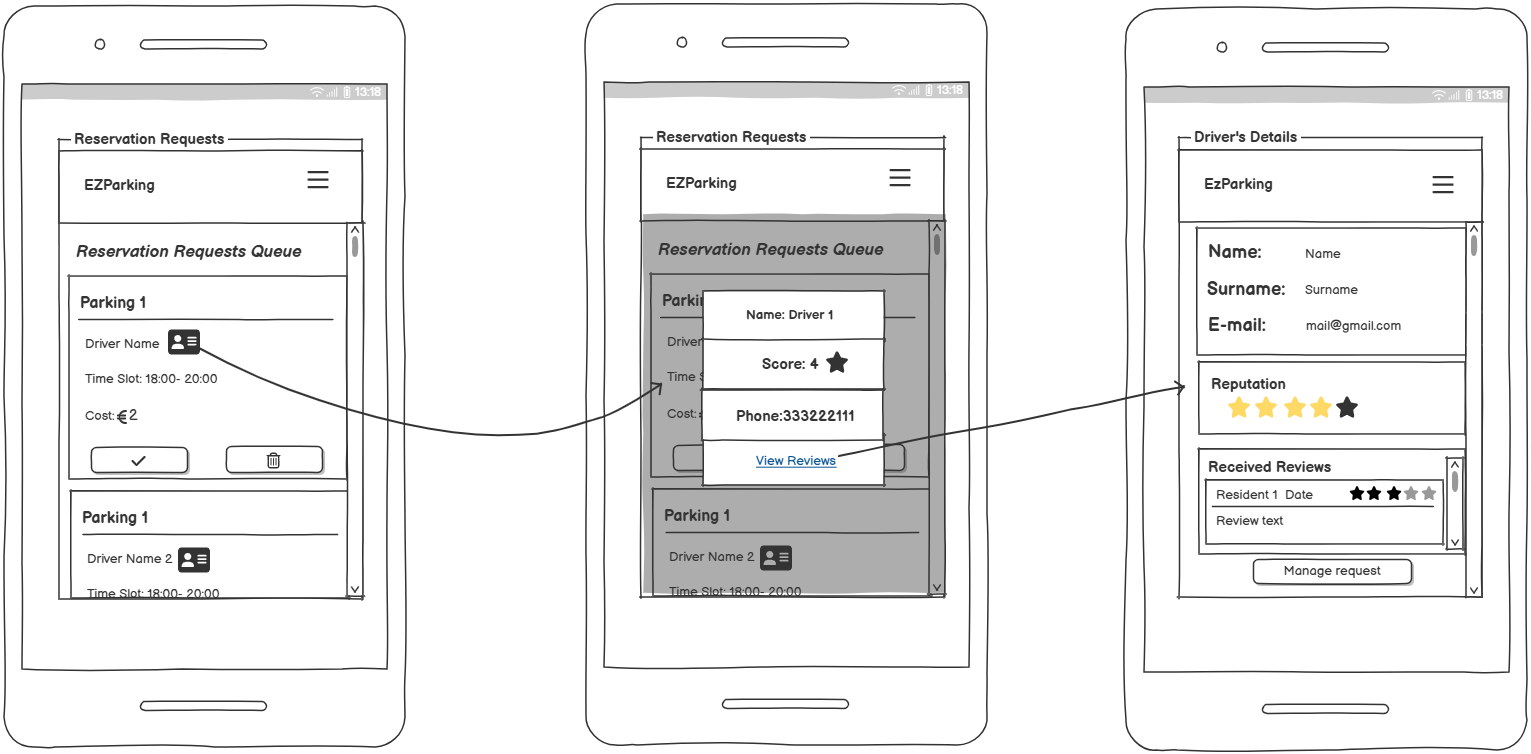 13:18
Reservation Requests
EZParking
Reservation Requests Queue
Parking 1
Driver Name
Time Slot: 18:00- 20:00
Cost: €2
Parking 1
Driver Name 2
Time Slot: 18:00- 20:00
13:18
Reservation Requests
EZParking
Reservation Requests Queue
Parkin
Driver
Time S
Cost:
Name: Driver 1
Score: 4
Phone:333222111
View Reviews
Parking 1
Driver Name 2
Time Slot: 18:00- 20:00
13:18
Driver's Details
EzParking
Name: Name
Surname: Surname
E-mail: mail@gmail.com
Reputation
Received Reviews
Resident 1 Date
Review text
Manage request